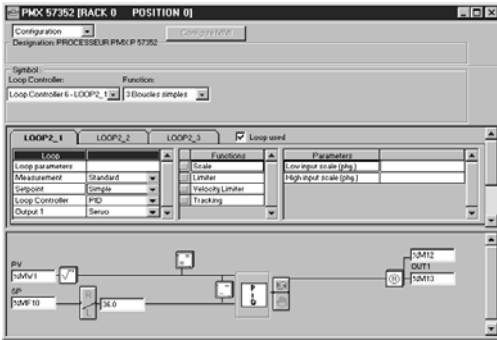 PMX 57352 [RACK 0 POSITION 0]
Configuration
Configure MMI
Designation: PROCESSEUR PMX P 57352
Symbol:
Loop Controller: Function:
Loop Controller 6 - LOOP2_1 3 Boucles simples
LOOP2_1 LOOP2_2 LOOP2_3 Loop used
Loop Functions Parameters
Loop parameters Scale Low input scale (phy.)
Measurement Standard Limiter High input scale (phy.)
Setpoint Simple Velocity Limiter
Loop Controller PID Tracking
Output 1 Servo
PV
%MW1
SP
%MF10
R
L
36.0
PID
%M12
OUT1
%M13